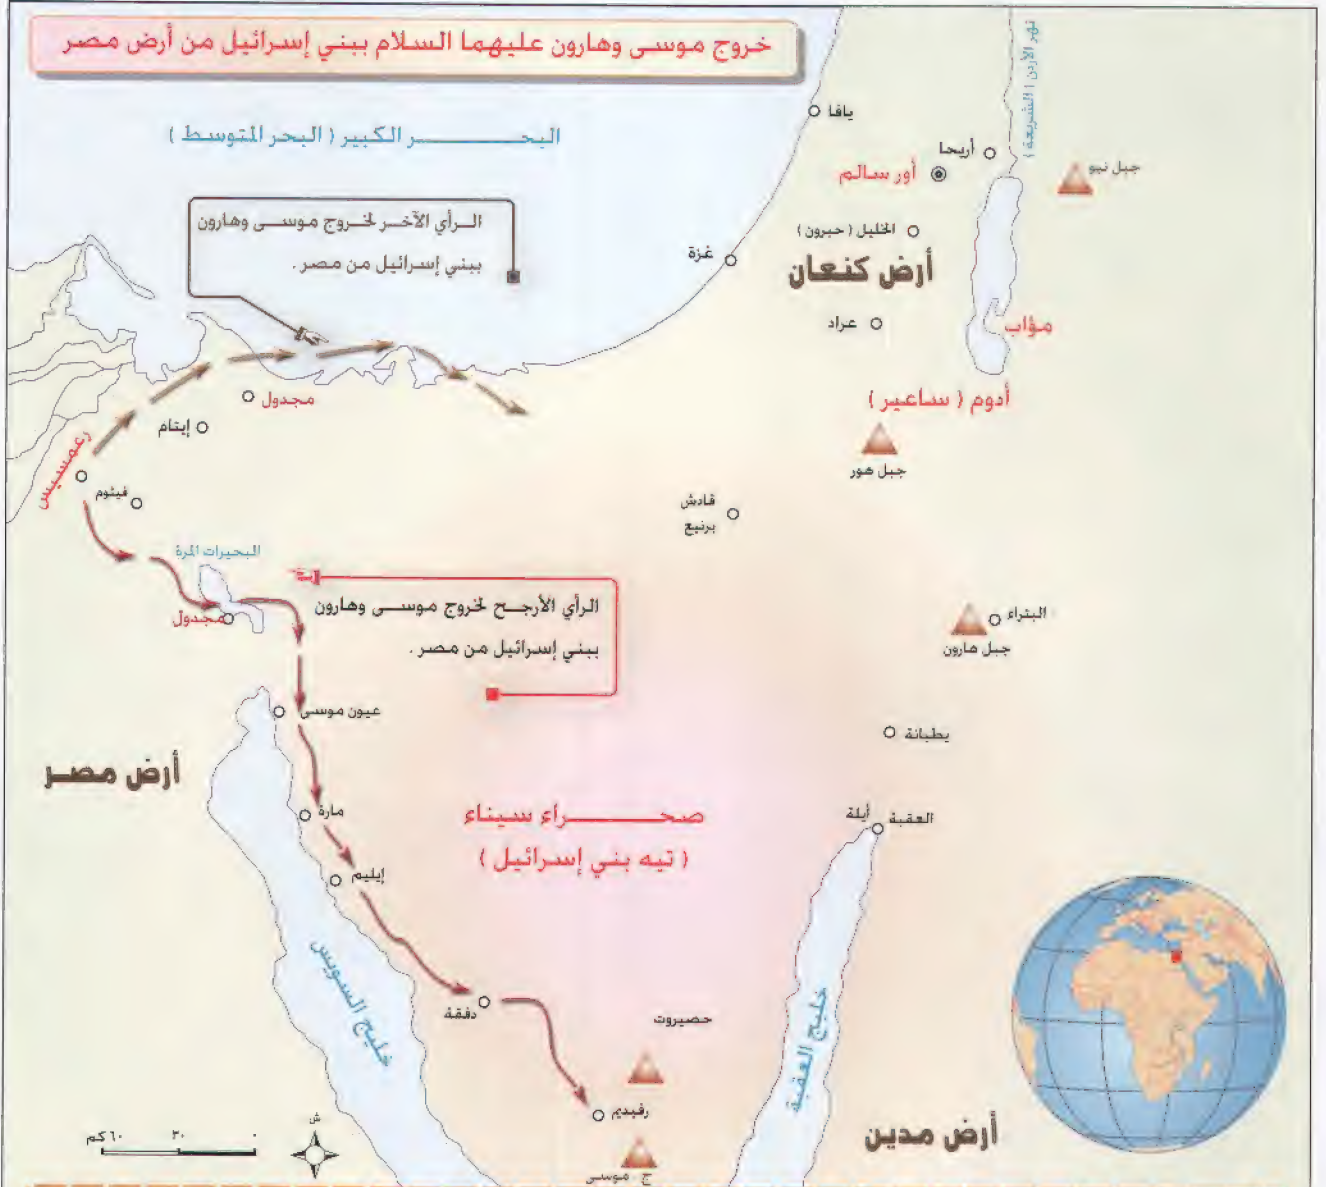 خروج موسى وهارون عليهما السلام ببني إسرائيل من أرض مصر
نهر الأردن ( الشريعة )
يافا
البحر الكبير ( البحر المتوسط )
أريحا
جبل نبو
أور سالم
الرأي الآخر لخروج موسى وهارون
ببني إسرائيل من مصر .
الخليل ( حبرون )
غزة
أرض كنعان
عراد
مؤاب
مجدول
أدوم ( ساعير )
إيثام
رعمسيس
جبل هور
فيثوم
قادش
برنيع
البحيرات المرة
الرأي الأرجح لخروج موسى وهارون
ببني إسرائيل من مصر .
مجدول
البتراء
جبل هارون
عيون موسى
يطبانة
أرض مصر
صحراء سيناء
( تيه بني إسرائيل )
مارة
أيلة
العقبة
إيليم
خليج السويس
دفقة
حصيروت
خليج العقبة
رفيديم
أرض مدين
ش
٦٠ كم
٣٠
٠
ج . موسى